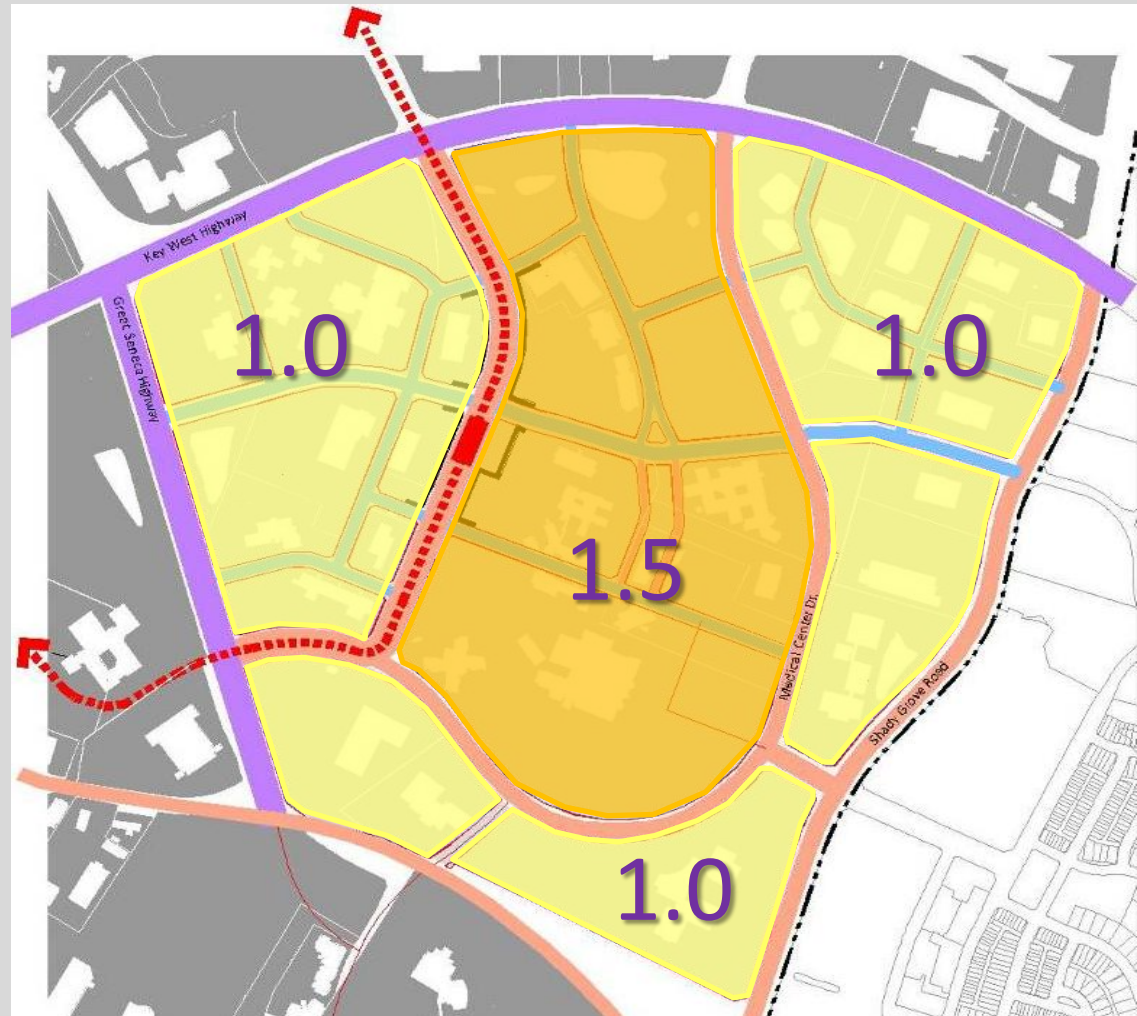 Key West Highway
Great Seneca Highway
1.0
1.0
1.5
Medical Center Dr.
Shady Grove Road
1.0